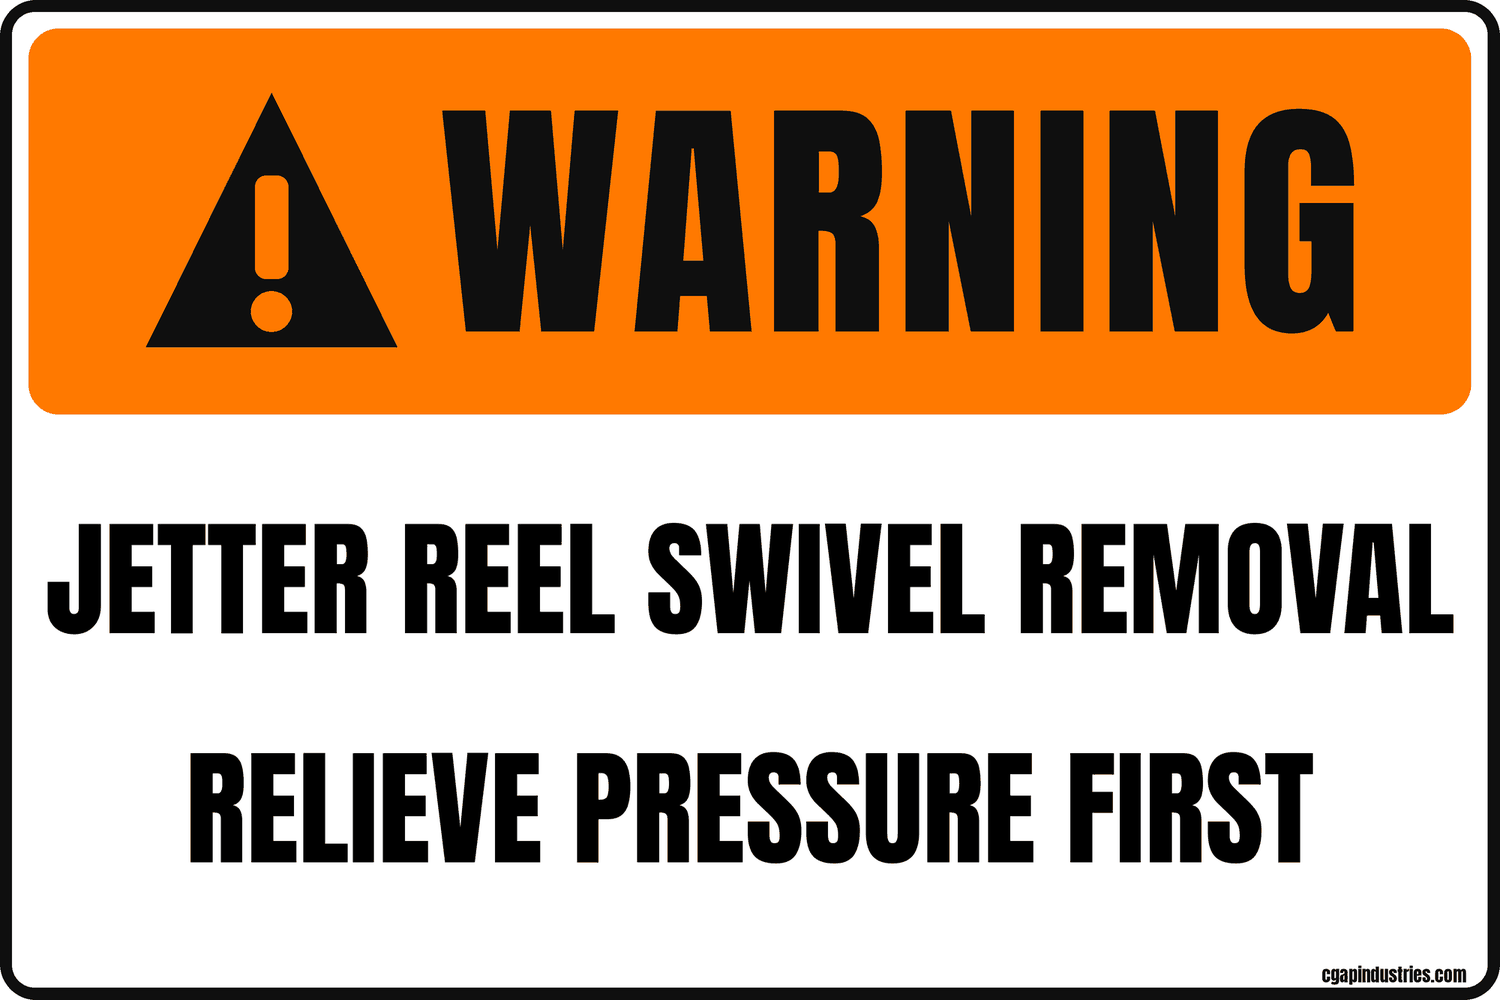 WARNING
JETTER REEL SWIVEL REMOVAL
RELIEVE PRESSURE FIRST
cgapindustries.com